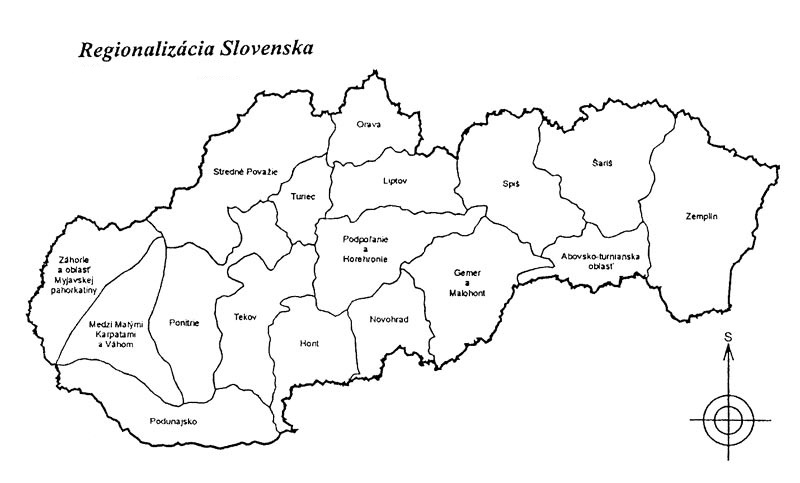 Regionalizácia Slovenska
Orava
Stredné Považie
Turiec
Liptov
Spiš
Šariš
Zemplín
Podpoľanie
a
Horehronie
Abovsko-turnianska
oblasť
Záhorie
a oblasť
Myjavskej
pahorkatiny
Gemer
a
Malohont
Medzi Malými
Karpatami
a Váhom
Ponitrie
Tekov
Novohrad
Hont
S
Podunajsko